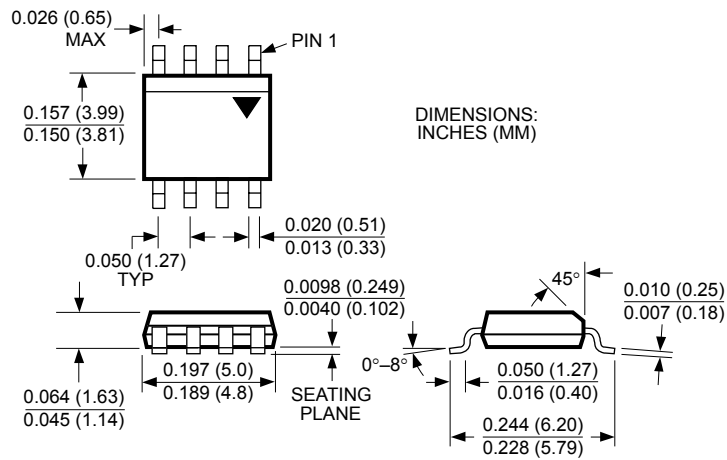 0.026 (0.65)
MAX
PIN 1
0.157 (3.99)
0.150 (3.81)
DIMENSIONS:
INCHES (MM)
0.050 (1.27)
TYP
0.020 (0.51)
0.013 (0.33)
0.0098 (0.249)
0.0040 (0.102)
45°
0.010 (0.25)
0.007 (0.18)
0.064 (1.63)
0.045 (1.14)
0.197 (5.0)
0.189 (4.8)
SEATING
PLANE
0°–8°
0.050 (1.27)
0.016 (0.40)
0.244 (6.20)
0.228 (5.79)